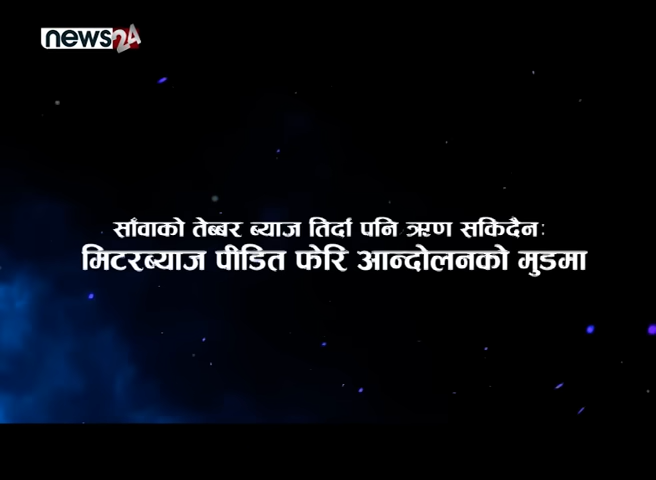 news24
साँवाको तेब्बर ब्याज तिर्दा पनि ऋण सकिदैन:
मिटरब्याज पीडित फेरि आन्दोलनको मुडमा